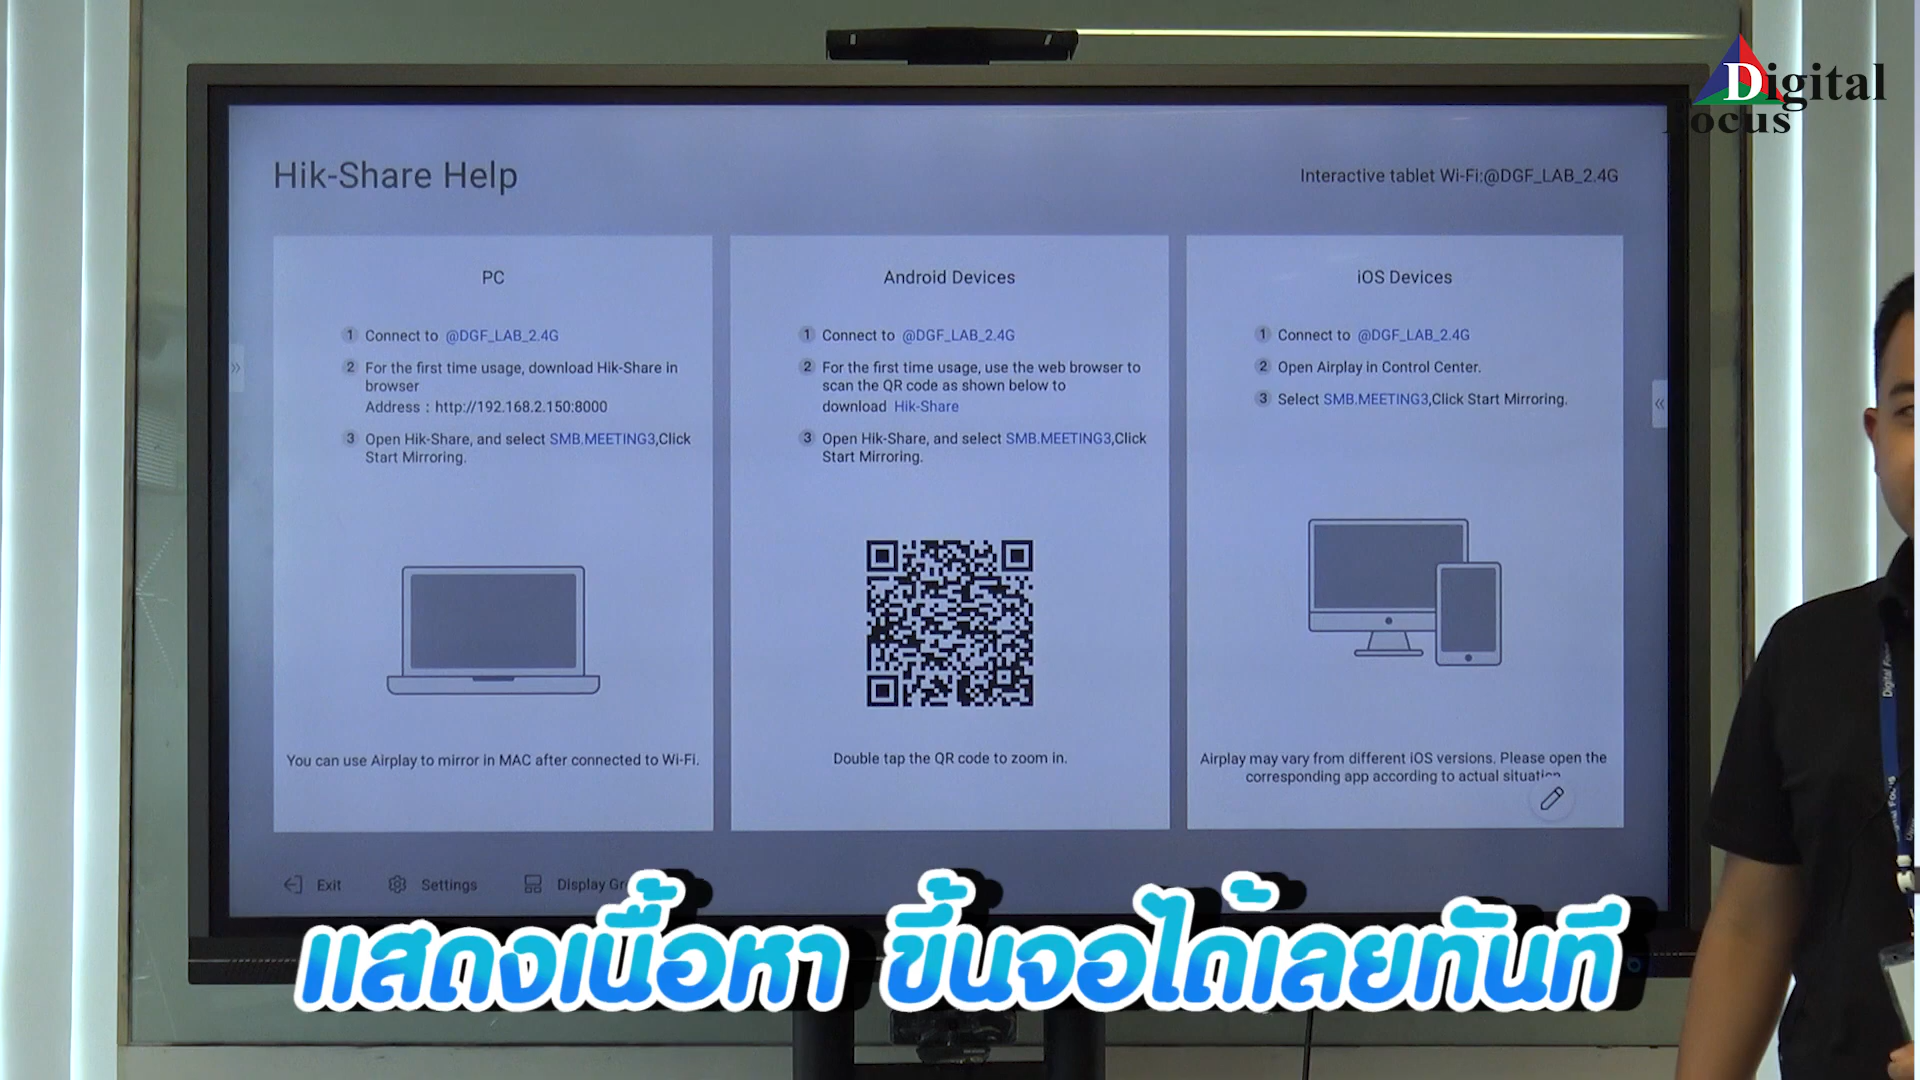 Digital
Focus
Hik-Share Help
Interactive tablet Wi-Fi:@DGF_LAB_2.4G
PC
1 Connect to @DGF_LAB_2.4G
2 For the first time usage, download Hik-Share in
browser
Address : http://192.168.2.150:8000
3 Open Hik-Share, and select SMB.MEETING3,Click
Start Mirroring.
You can use Airplay to mirror in MAC after connected to Wi-Fi.
Android Devices
1 Connect to @DGF_LAB_2.4G
2 For the first time usage, use the web browser to
scan the QR code as shown below to
download Hik-Share
3 Open Hik-Share, and select SMB.MEETING3,Click
Start Mirroring.
Double tap the QR code to zoom in.
iOS Devices
1 Connect to @DGF_LAB_2.4G
2 Open Airplay in Control Center.
3 Select SMB.MEETING3,Click Start Mirroring.
Airplay may vary from different iOS versions. Please open the
corresponding app according to actual situation
Exit
Settings
Display
แสดงเนื้อหา ขึ้นจอได้เลยทันที
Digital